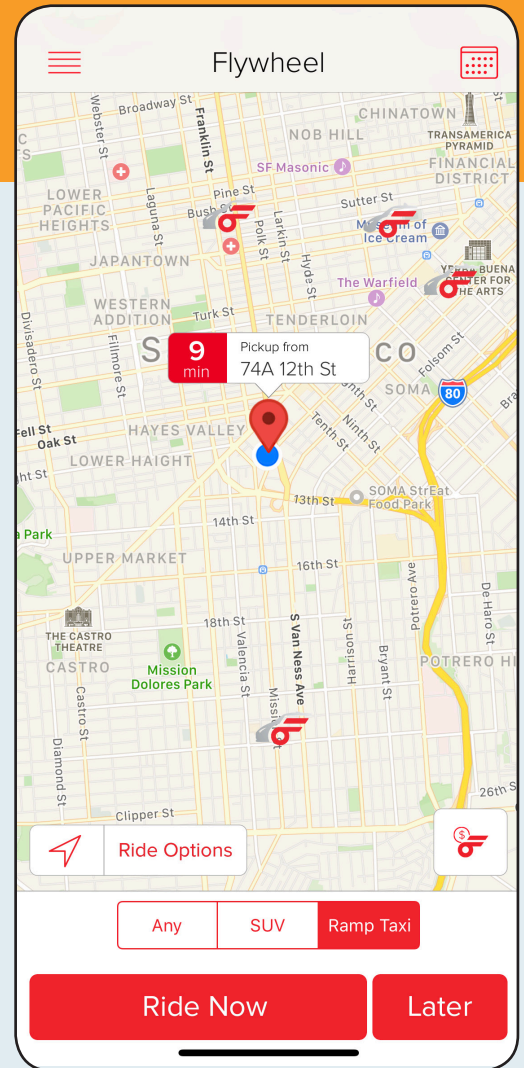 Flywheel
Webster St
Broadway St
Franklin St
CHINATOWN
NOB HILL
TRANSAMERICA
PYRAMID
SF Masonic
FINANCIAL
DISTRICT
LOWER
PACIFIC
HEIGHTS
Laguna St
Pine St
Bush
Sutter St
Polk St
Larkin St
Hyde St
Ice Cream
JAPANTOWN
The Warfield
BUENA
CENTER FOR
THE ARTS
WESTERN
ADDITION
Turk St
TENDERLOIN
Divisadero St
Fillmore St
S
CO
9
min
Pickup from
74A 12th St
Folsom St
SOMA
80
Fell St
Oak St
HAYES VALLEY
Tenth St
Ninth St
LOWER HAIGHT
ht St
13th St
SOMA StrEat
Food Park
14th St
a Park
UPPER MARKET
16th St
Potrero Ave
De Haro St
THE CASTRO
THEATRE
CASTRO
18th St
Mission
Dolores Park
Valencia St
S Van Ness Ave
Harrison St
Bryant St
POTRERO HI
Castro St
Diamond St
26th S
Clipper St
Ride Options
$
Any
SUV
Ramp Taxi
Ride Now
Later